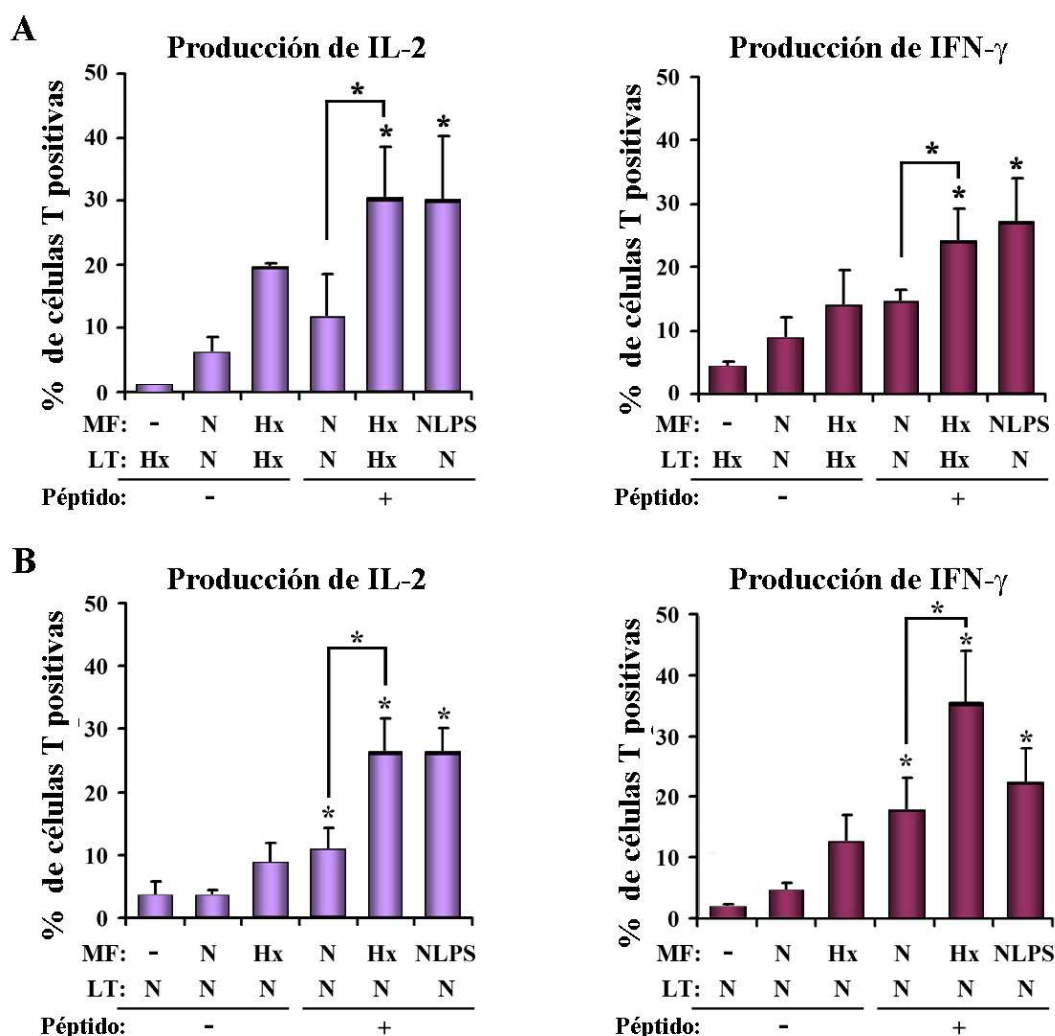 A
Producción de IL-2
% de células T positivas
50
40
30
20
10
0
* * *
MF: - N Hx N Hx NLPS
LT: Hx N Hx N Hx N
Péptido: - +
Producción de IFN-γ
% de células T positivas
50
40
30
20
10
0
* * *
MF: - N Hx N Hx NLPS
LT: Hx N Hx N Hx N
Péptido: - +
B
Producción de IL-2
% de células T positivas
50
40
30
20
10
0
* * * *
MF: - N Hx N Hx NLPS
LT: N N N N N N
Péptido: - +
Producción de IFN-γ
% de células T positivas
50
40
30
20
10
0
* * * *
MF: - N Hx N Hx NLPS
LT: N N N N N N
Péptido: - +